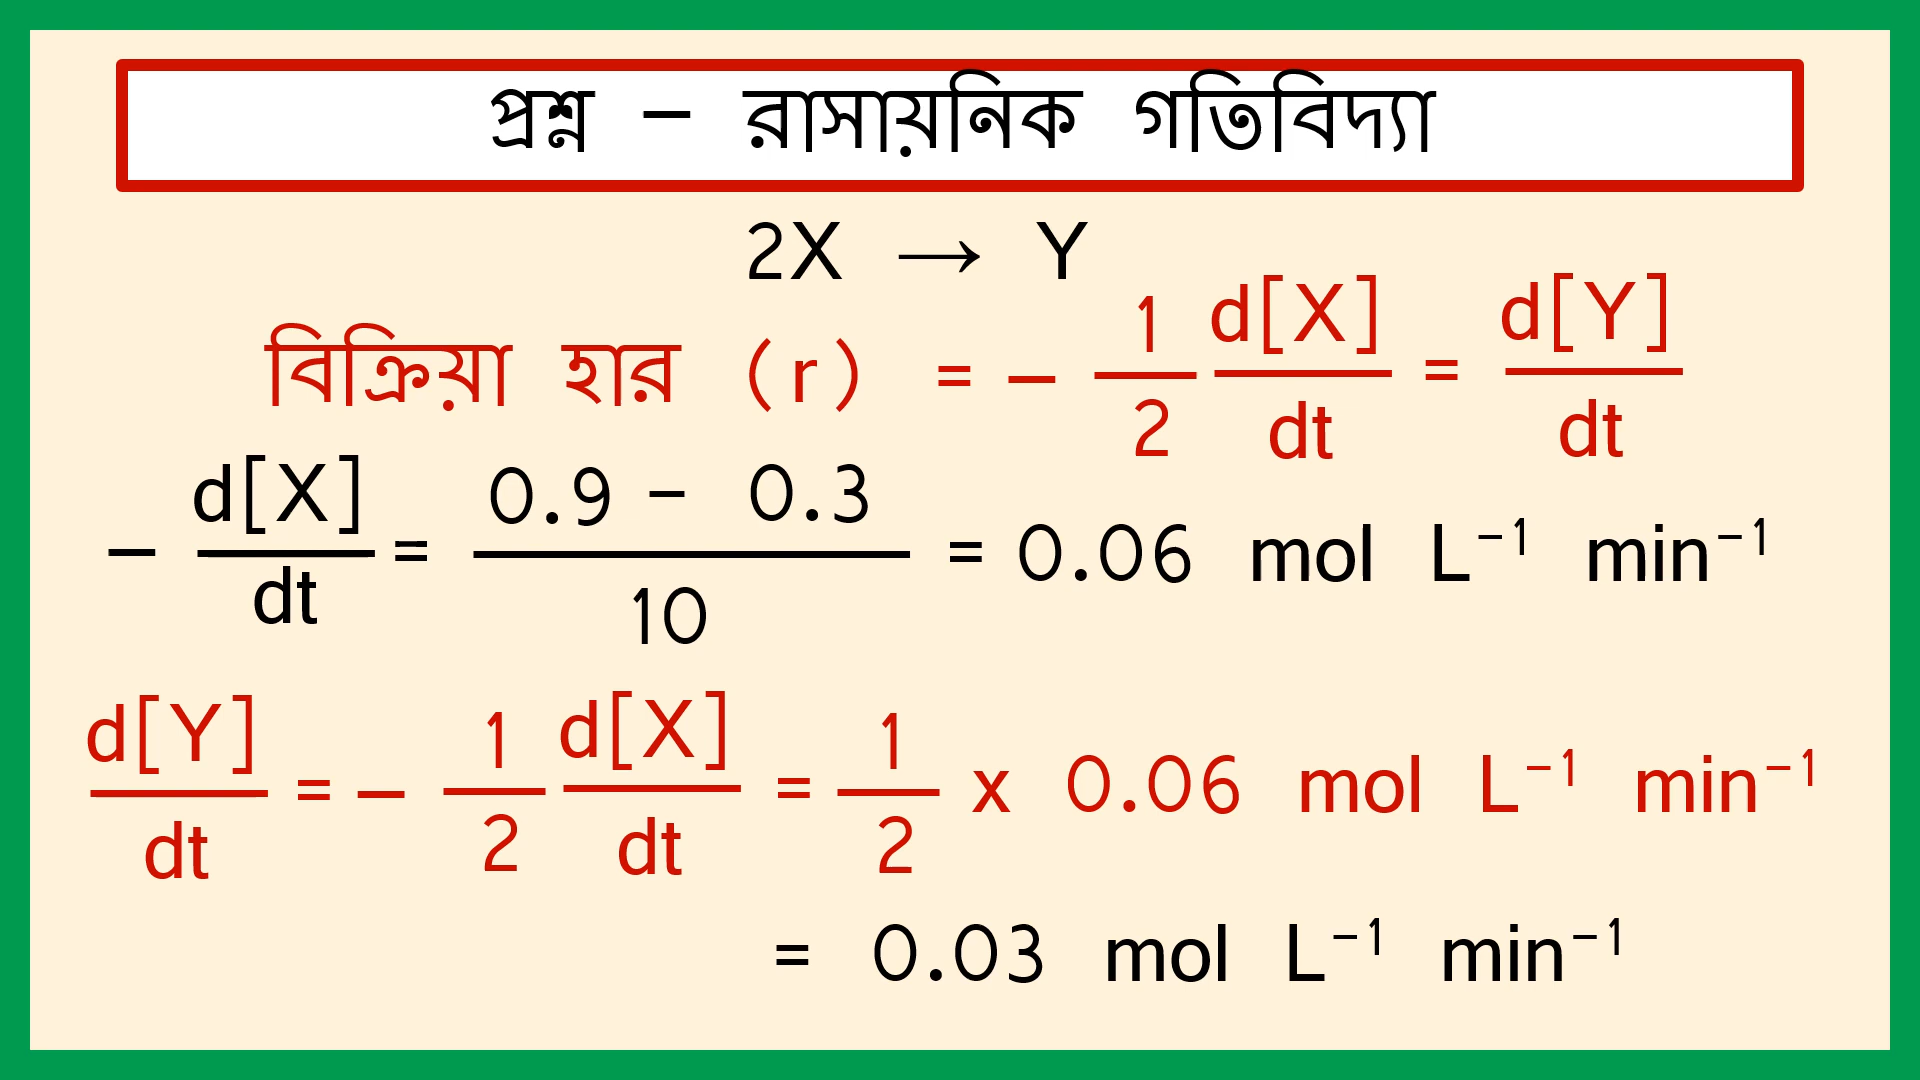 প্রশ্ন – রাসায়নিক গতিবিদ্যা
2X → Y
বিক্রিয়া হার (r) = – 1/2 d[X]/dt = d[Y]/dt
– d[X]/dt = 0.9 – 0.3/10 = 0.06 mol L⁻¹ min⁻¹
d[Y]/dt = – 1/2 d[X]/dt = 1/2 x 0.06 mol L⁻¹ min⁻¹
= 0.03 mol L⁻¹ min⁻¹